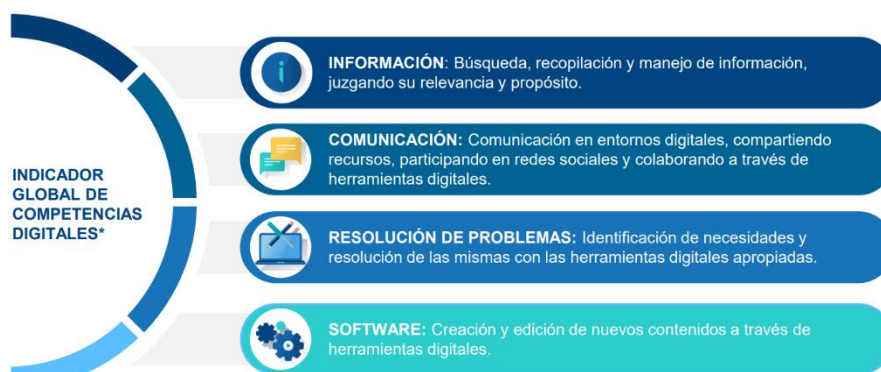 INDICADOR
GLOBAL DE
COMPETENCIAS
DIGITALES*
INFORMACIÓN: Búsqueda, recopilación y manejo de información,
juzgando su relevancia y propósito.
COMUNICACIÓN: Comunicación en entornos digitales, compartiendo
recursos, participando en redes sociales y colaborando a través de
herramientas digitales.
RESOLUCIÓN DE PROBLEMAS: Identificación de necesidades y
resolución de las mismas con las herramientas digitales apropiadas.
SOFTWARE: Creación y edición de nuevos contenidos a través de
herramientas digitales.